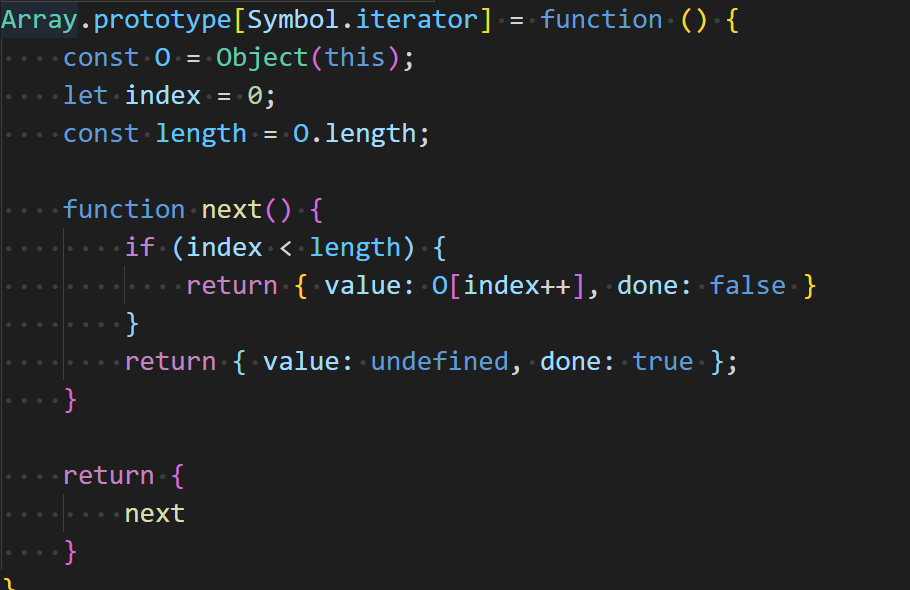 Array.prototype[Symbol.iterator] = function () {
    const O = Object(this);
    let index = 0;
    const length = O.length;

    function next() {
        if (index < length) {
            return { value: O[index++], done: false }
        }
        return { value: undefined, done: true };
    }

    return {
        next
    }
}